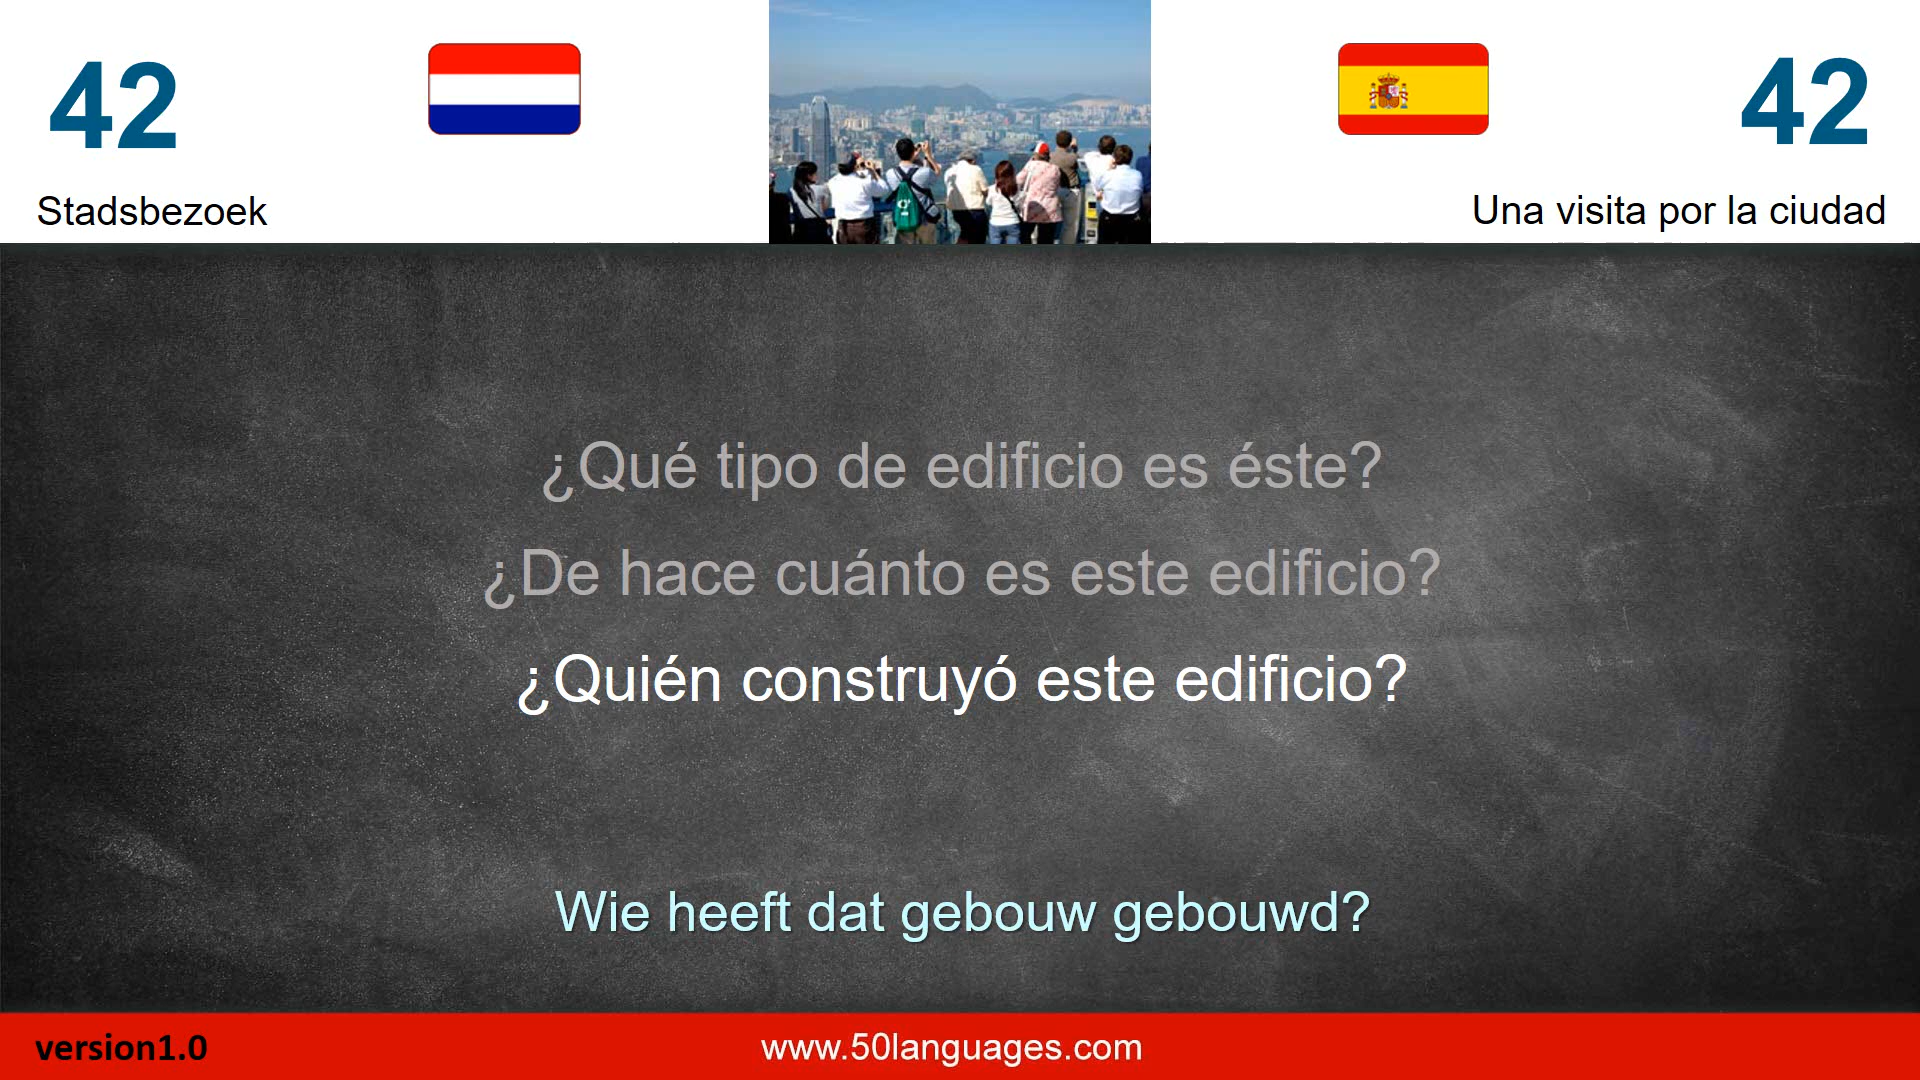 42
42
Stadsbezoek
Una visita por la ciudad
¿Qué tipo de edificio es éste?
¿De hace cuánto es este edificio?
¿Quién construyó este edificio?
Wie heeft dat gebouw gebouwd?
version1.0
www.50languages.com